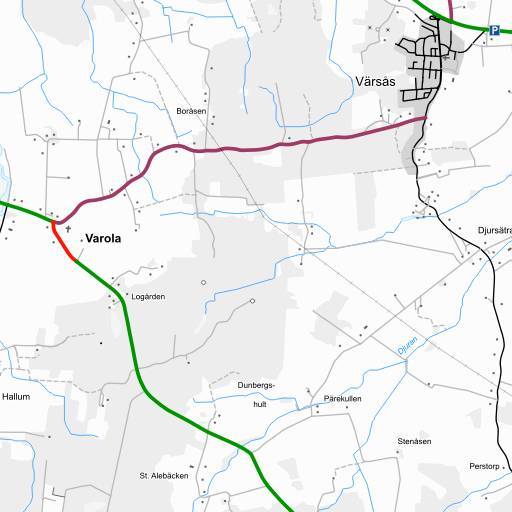 P
Värsås
Boråsen
Varola
Djursätra
Logården
Djuran
Dunbergs-
hult
Hallum
Pärekullen
Stenåsen
St. Alebäcken
Perstorp